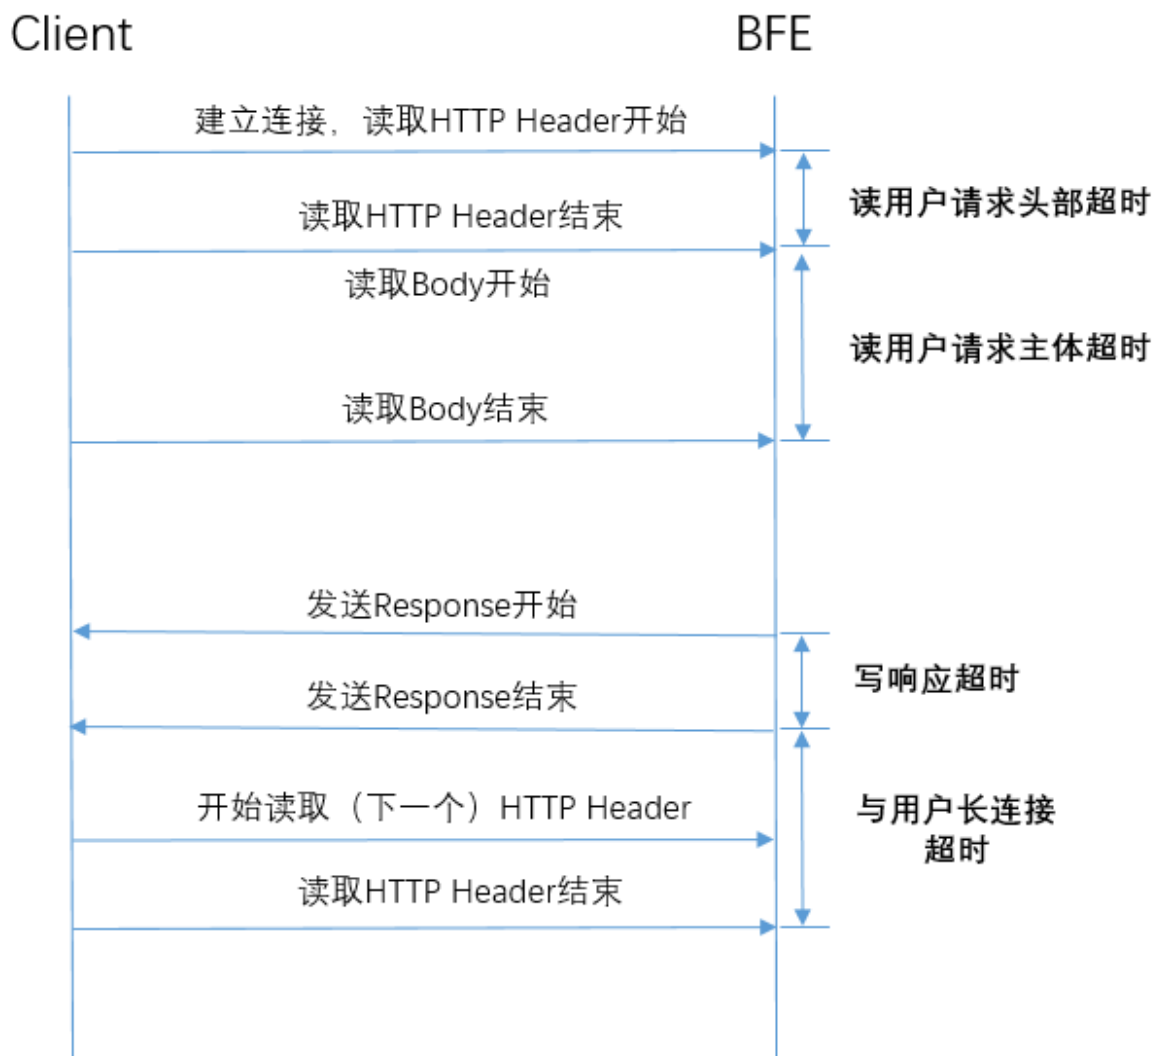 Client
BFE
建立连接，读取HTTP Header开始
读用户请求头部超时
读取HTTP Header结束
读取Body开始
读用户请求主体超时
读取Body结束
发送Response开始
写响应超时
发送Response结束
开始读取（下一个）HTTP Header
与用户长连接
超时
读取HTTP Header结束